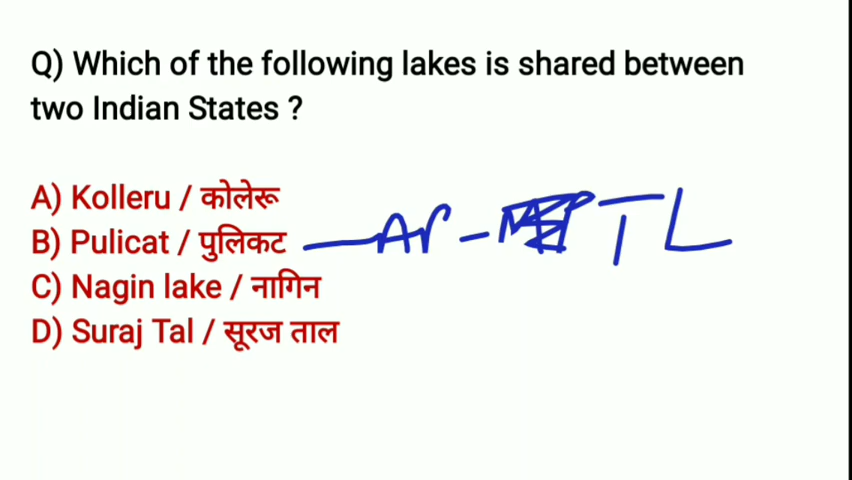 Q) Which of the following lakes is shared between
two Indian States ?
A) Kolleru / कोलेरू
B) Pulicat / पुलिकट — AP - TL
C) Nagin lake / नागिन
D) Suraj Tal / सूरज ताल